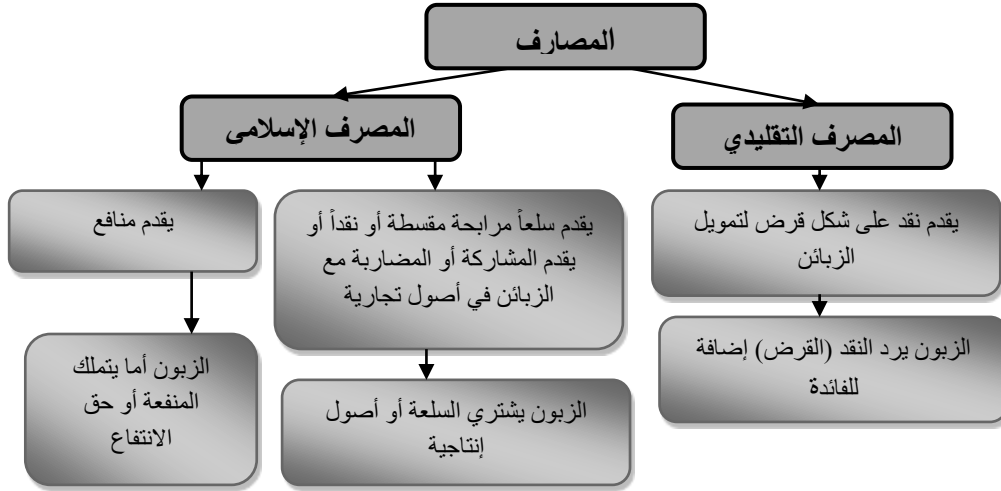 المصارف
المصرف التقليدي
المصرف الإسلامى
يقدم نقد على شكل قرض لتمويل
الزبائن
الزبون يرد النقد (القرض) إضافة
للفائدة
يقدم سلعاً مرابحة مقسطة أو نقداً أو
يقدم المشاركة أو المضاربة مع
الزبائن في أصول تجارية
الزبون يشتري السلعة أو أصول
إنتاجية
يقدم منافع
الزبون أما يتملك
المنفعة أو حق
الانتفاع